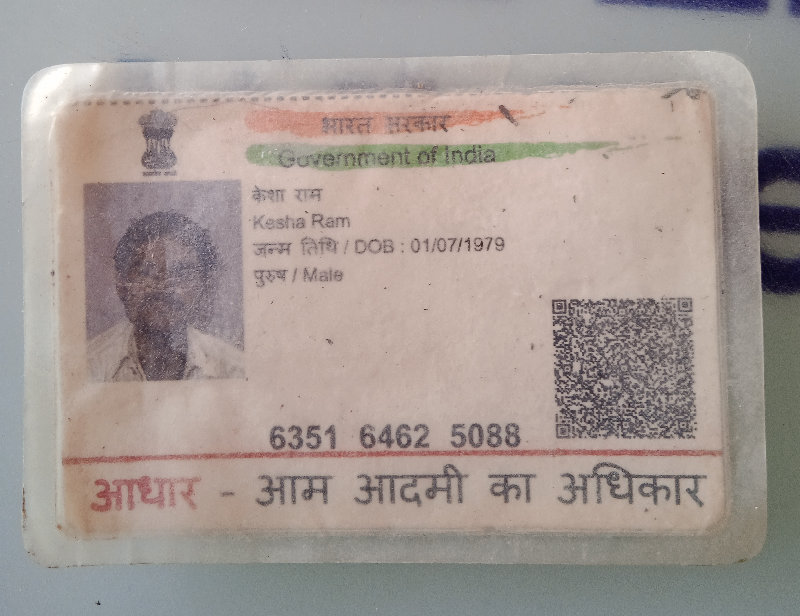 भारत सरकार
Government of India
केशा राम
Kesha Ram
जन्म तिथि / DOB : 01/07/1979
पुरुष / Male
6351 6462 5088
आधार - आम आदमी का अधिकार